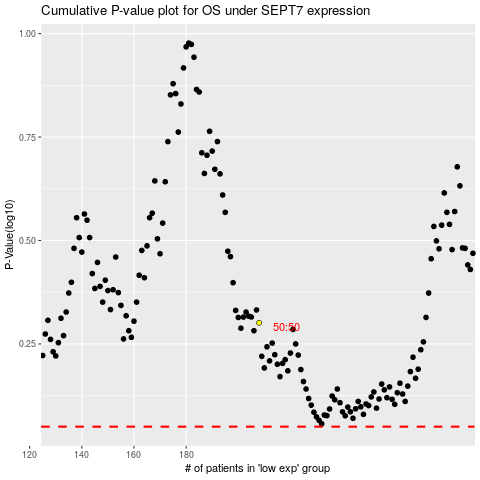 Cumulative P-value plot for OS under SEPT7 expression
1.00
0.75
0.50
0.25
P-Value(log10)
50:50
120 140 160 180
# of patients in 'low exp' group